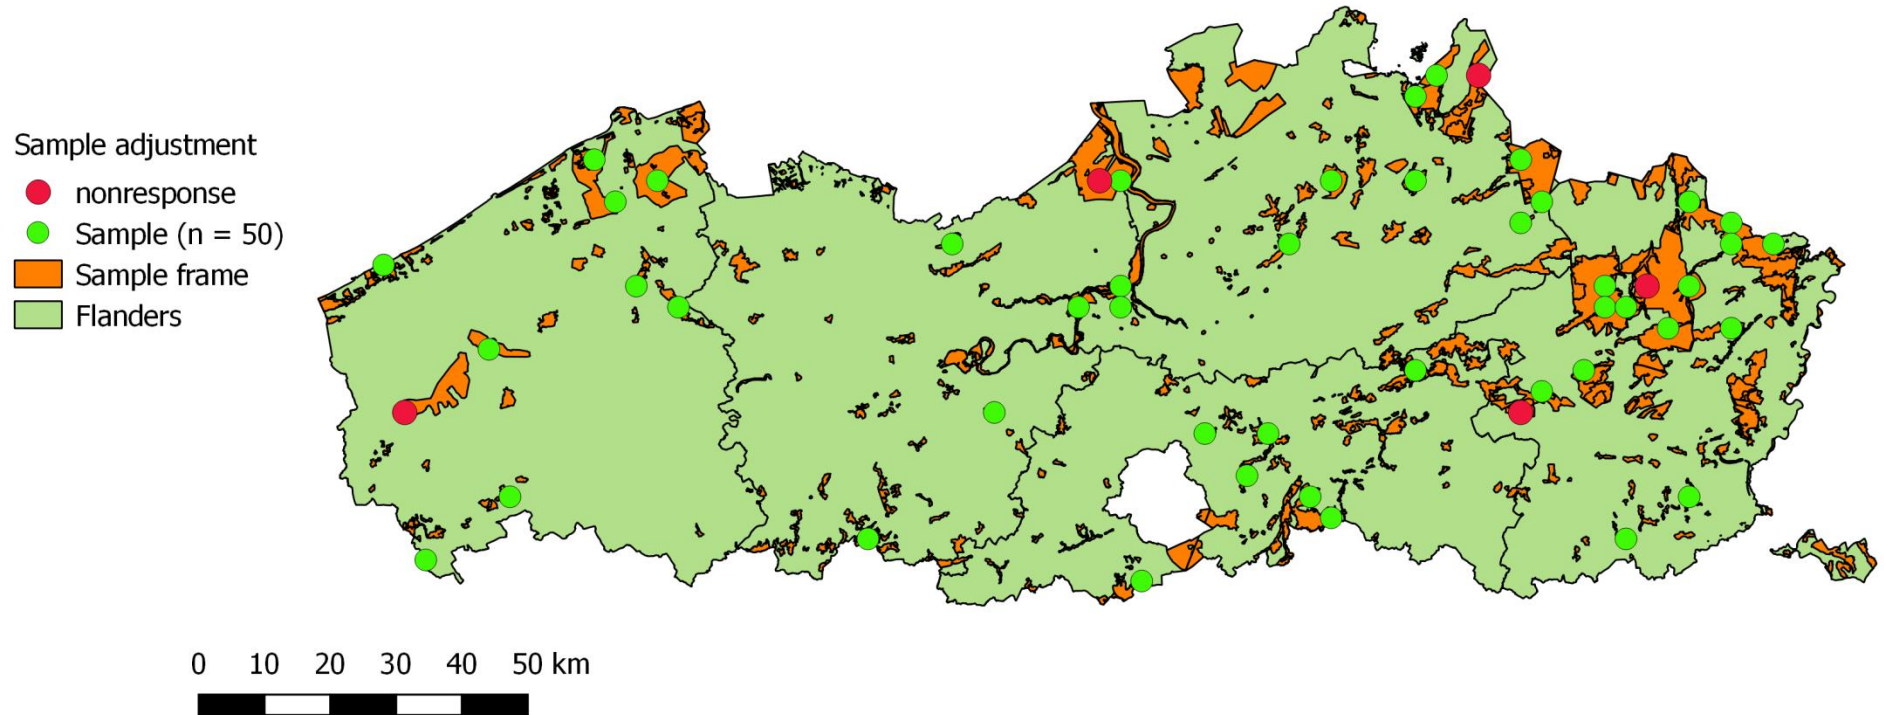 Sample adjustment
nonresponse
Sample (n = 50)
Sample frame
Flanders
0 10 20 30 40 50 km